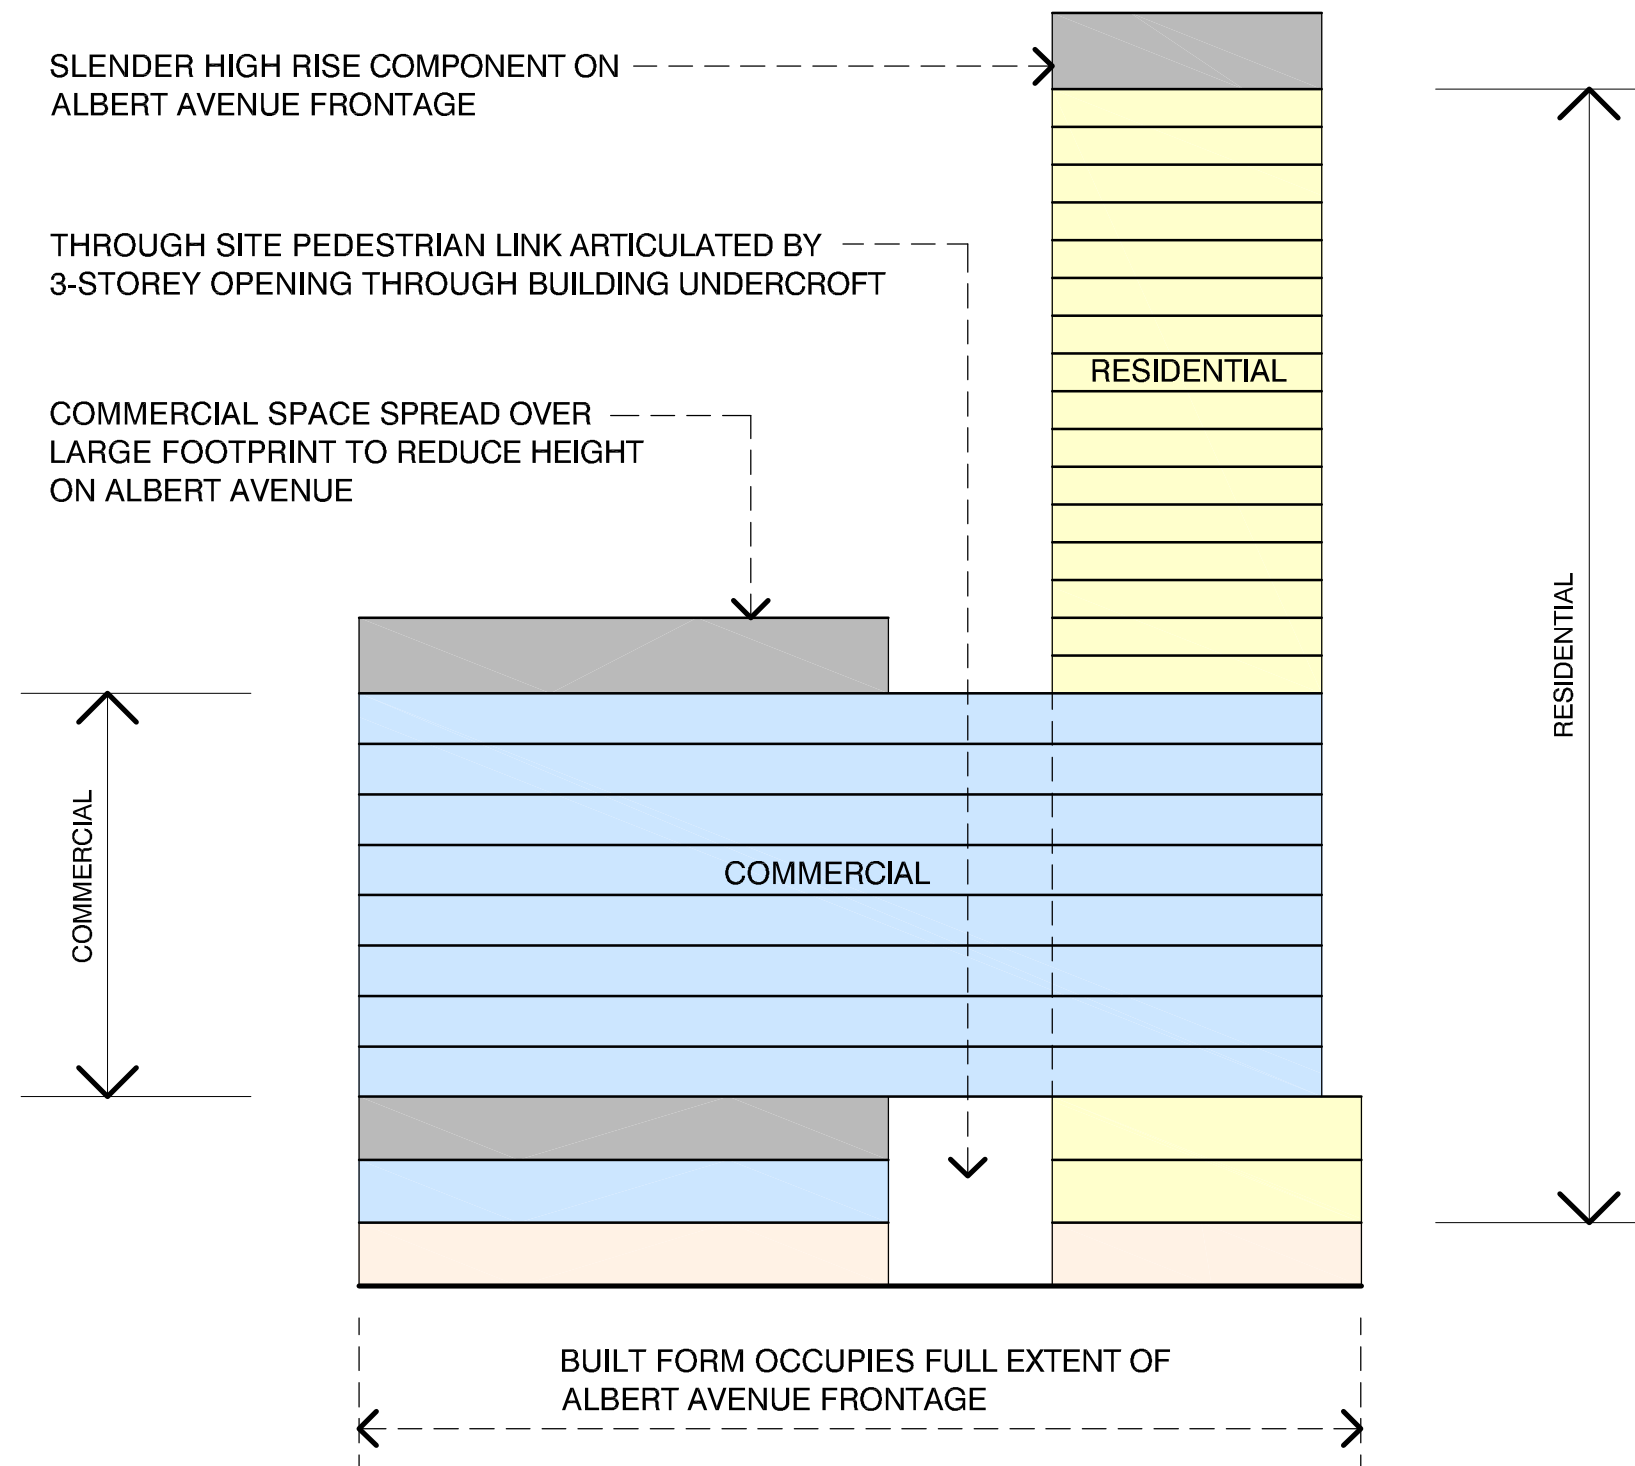 SLENDER HIGH RISE COMPONENT ON
ALBERT AVENUE FRONTAGE
THROUGH SITE PEDESTRIAN LINK ARTICULATED BY
3-STOREY OPENING THROUGH BUILDING UNDERCROFT
RESIDENTIAL
COMMERCIAL SPACE SPREAD OVER
LARGE FOOTPRINT TO REDUCE HEIGHT
ON ALBERT AVENUE
RESIDENTIAL
COMMERCIAL
COMMERCIAL
BUILT FORM OCCUPIES FULL EXTENT OF
ALBERT AVENUE FRONTAGE